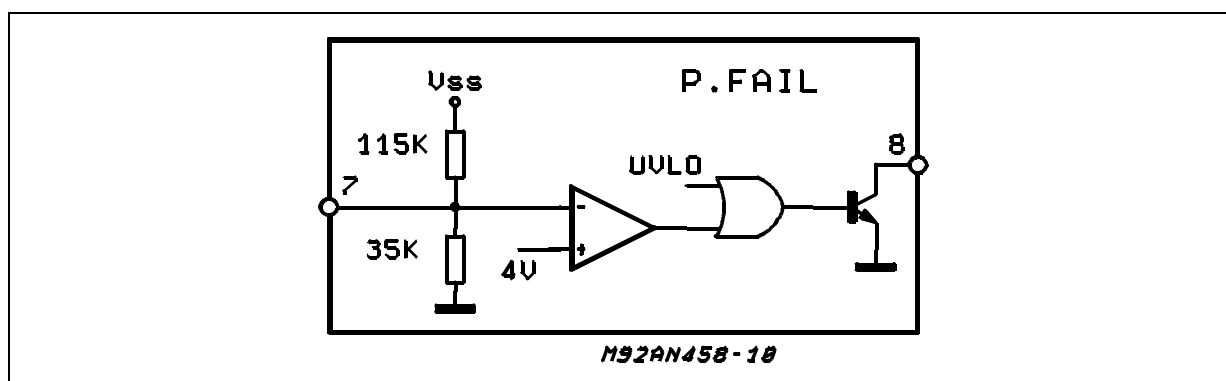 Vss
P.FAIL
115K
8
7
UVLO
-
35K
+
4V
M92AN458-10